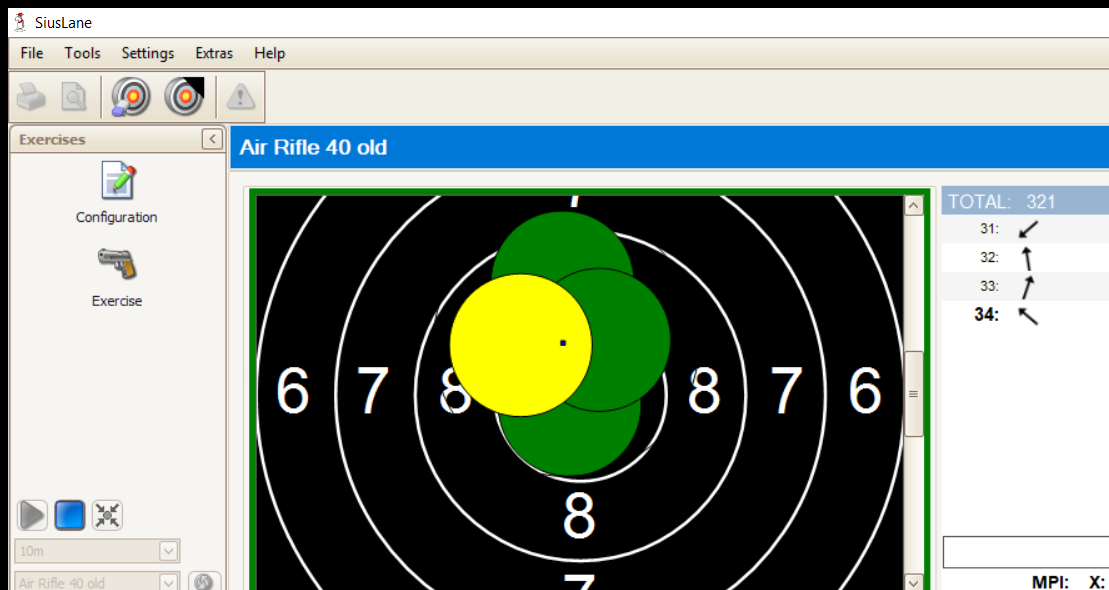 SiusLane
File Tools Settings Extras Help
Exercises
Air Rifle 40 old
Configuration
Exercise
TOTAL: 321
31:
32:
33:
34:
6 7 8 8 7 6
8
10m
Air Rifle 40 old
MPI: X: